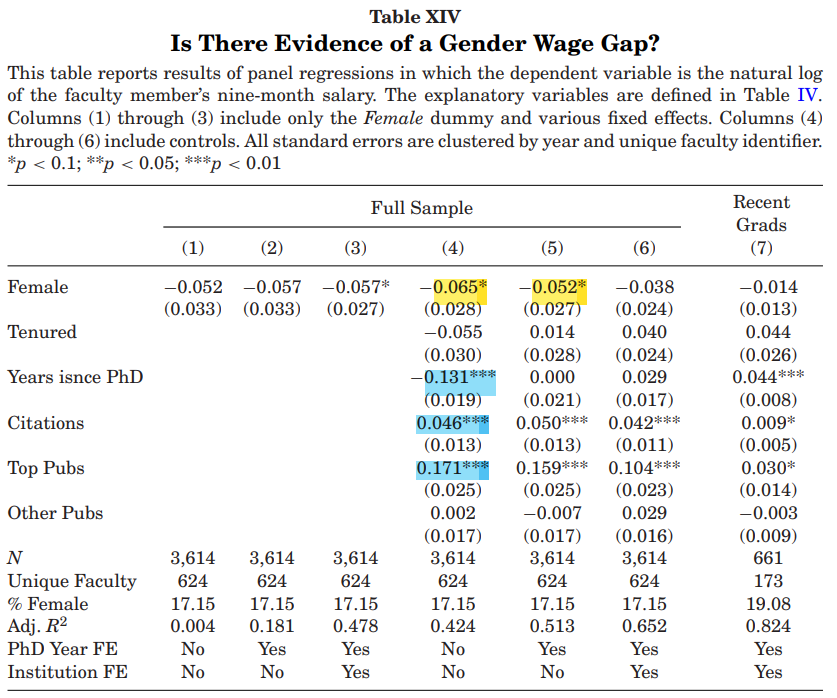 Table XIV
Is There Evidence of a Gender Wage Gap?
This table reports results of panel regressions in which the dependent variable is the natural log
of the faculty member's nine-month salary. The explanatory variables are defined in Table IV.
Columns (1) through (3) include only the Female dummy and various fixed effects. Columns (4)
through (6) include controls. All standard errors are clustered by year and unique faculty identifier.
*p < 0.1; **p < 0.05; ***p < 0.01
Full Sample Recent Grads
(1) (2) (3) (4) (5) (6) (7)
Female −0.052 −0.057 −0.057* −0.065* −0.052* −0.038 −0.014
(0.033) (0.033) (0.027) (0.028) (0.027) (0.024) (0.013)
Tenured −0.055 0.014 0.040 0.044
(0.030) (0.028) (0.024) (0.026)
Years isnce PhD −0.131*** 0.000 0.029 0.044***
(0.019) (0.021) (0.017) (0.008)
Citations 0.046*** 0.050*** 0.042*** 0.009*
(0.013) (0.013) (0.011) (0.005)
Top Pubs 0.171*** 0.159*** 0.104*** 0.030*
(0.025) (0.025) (0.023) (0.014)
Other Pubs 0.002 −0.007 0.029 −0.003
(0.017) (0.017) (0.016) (0.009)
N 3,614 3,614 3,614 3,614 3,614 3,614 661
Unique Faculty 624 624 624 624 624 624 173
% Female 17.15 17.15 17.15 17.15 17.15 17.15 19.08
Adj. R² 0.004 0.181 0.478 0.424 0.513 0.652 0.824
PhD Year FE No Yes Yes No Yes Yes Yes
Institution FE No No Yes No No Yes Yes